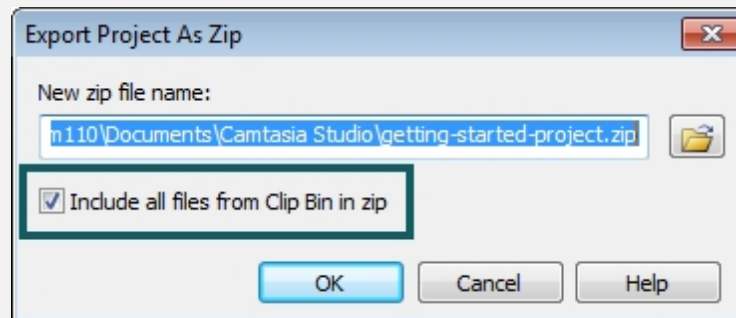 Export Project As Zip
New zip file name:
m110\Documents\Camtasia Studio\getting-started-project.zip
Include all files from Clip Bin in zip
OK Cancel Help